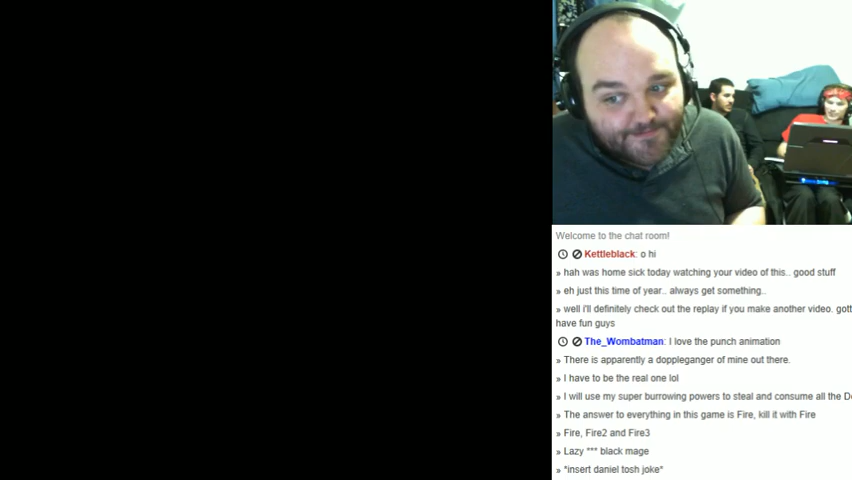 Welcome to the chat room!
Kettleblack: o hi
» hah was home sick today watching your video of this.. good stuff
» eh just this time of year.. always get something..
» well i'll definitely check out the replay if you make another video. gott
have fun guys
The_Wombatman: I love the punch animation
» There is apparently a doppleganger of mine out there.
» I have to be the real one lol
» I will use my super burrowing powers to steal and consume all the D
» The answer to everything in this game is Fire, kill it with Fire
» Fire, Fire2 and Fire3
» Lazy *** black mage
» *insert daniel tosh joke*